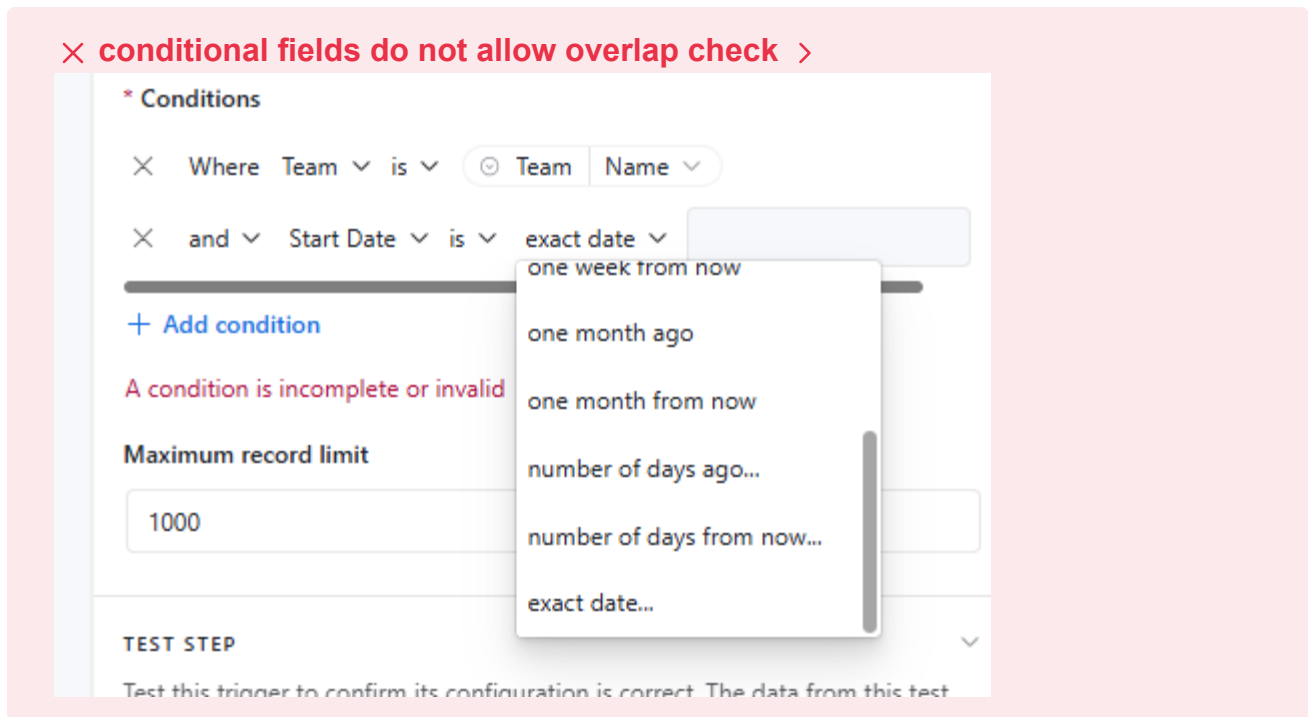 × conditional fields do not allow overlap check >
* Conditions
Where Team is Team Name
and Start Date is exact date
one week from now
+ Add condition
one month ago
A condition is incomplete or invalid
one month from now
Maximum record limit
number of days ago...
1000
number of days from now...
exact date...
TEST STEP
Test this trigger to confirm its configuration is correct. The data from this test